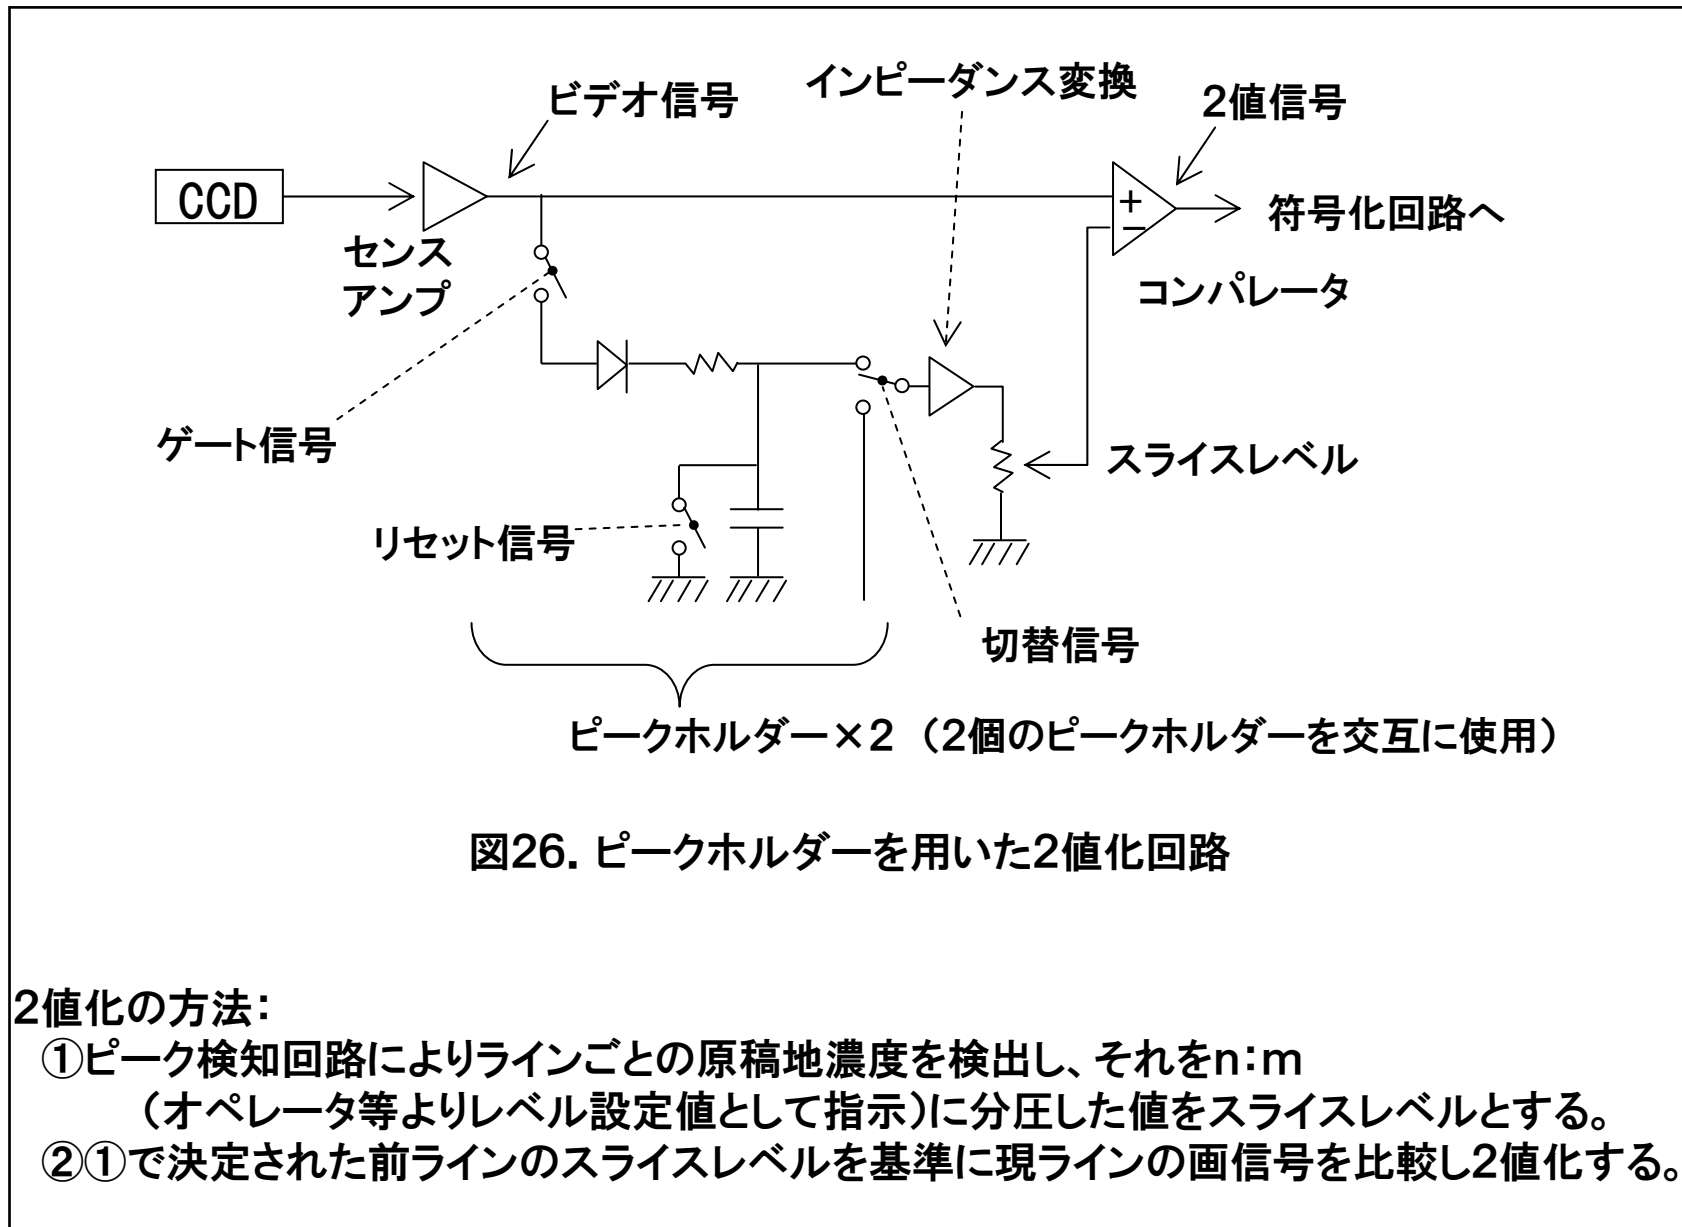 インピーダンス変換
ビデオ信号
2値信号
CCD
+
−
符号化回路へ
センス
アンプ
コンパレータ
ゲート信号
スライスレベル
リセット信号
切替信号
ピークホルダー×2（2個のピークホルダーを交互に使用）
図26．ピークホルダーを用いた2値化回路
2値化の方法：
①ピーク検知回路によりラインごとの原稿地濃度を検出し、それをn：m
（オペレータ等よりレベル設定値として指示）に分圧した値をスライスレベルとする。
②①で決定された前ラインのスライスレベルを基準に現ラインの画信号を比較し2値化する。